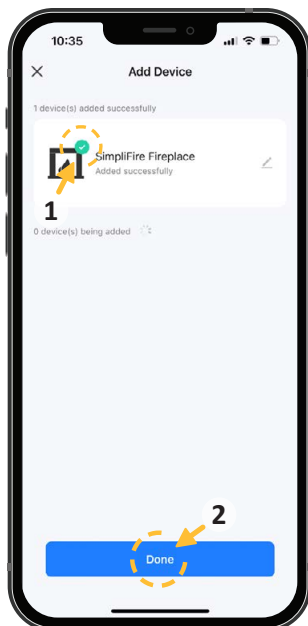 10:35
Add Device
1 device(s) added successfully
SimpliFire Fireplace
Added successfully
1
0 device(s) being added
2
Done